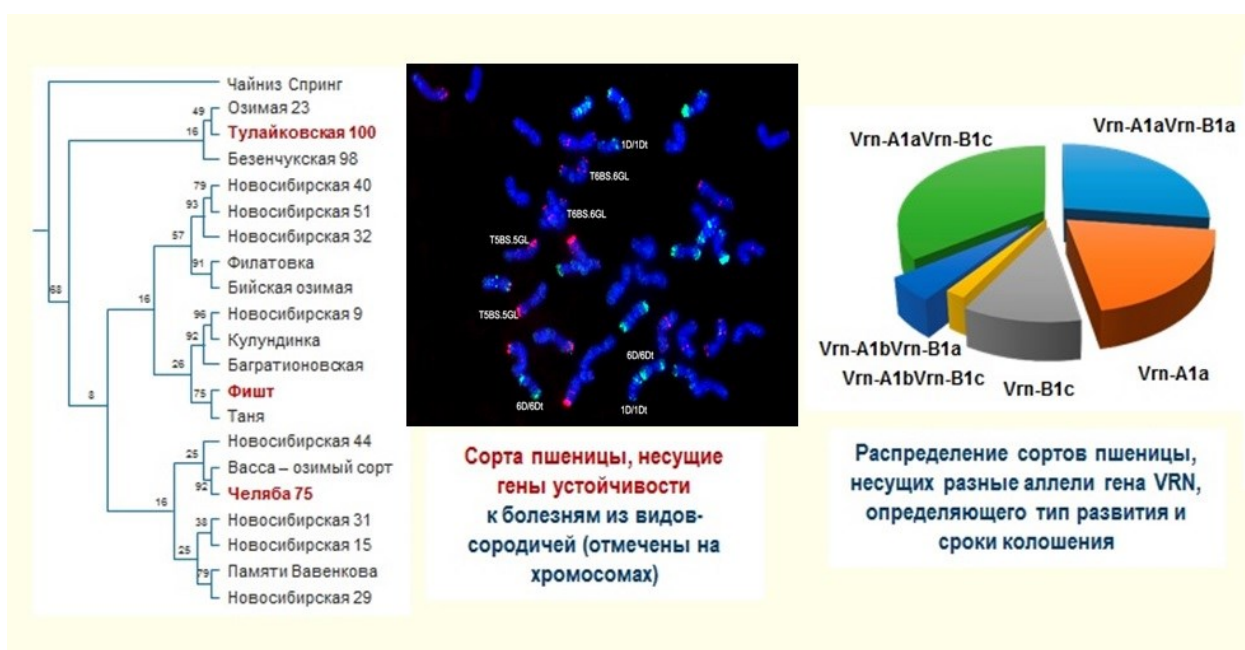 Чайниз Спринг
49
Озимая 23
16
Тулайковская 100
Безенчукская 98
79
Новосибирская 40
93
Новосибирская 51
57
Новосибирская 32
91
Филатовка
Бийская озимая
68
16
96
Новосибирская 9
92
Кулундинка
26
Багратионовская
75
Фишт
Таня
8
Новосибирская 44
25
Васса – озимый сорт
92
Челяба 75
16
38
Новосибирская 31
Новосибирская 15
25
79
Памяти Вавенкова
Новосибирская 29
1D/1Dt
T6BS.6GL
T6BS.6GL
T5BS.5GL
T5BS.5GL
6D/6Dt
6D/6Dt
1D/1Dt
Сорта пшеницы, несущие
гены устойчивости
к болезням из видов-
сородичей (отмечены на
хромосомах)
Vrn-A1aVrn-B1c
Vrn-A1aVrn-B1a
Vrn-A1bVrn-B1a
Vrn-A1bVrn-B1c
Vrn-B1c
Vrn-A1a
Распределение сортов пшеницы,
несущих разные аллели гена VRN,
определяющего тип развития и
сроки колошения